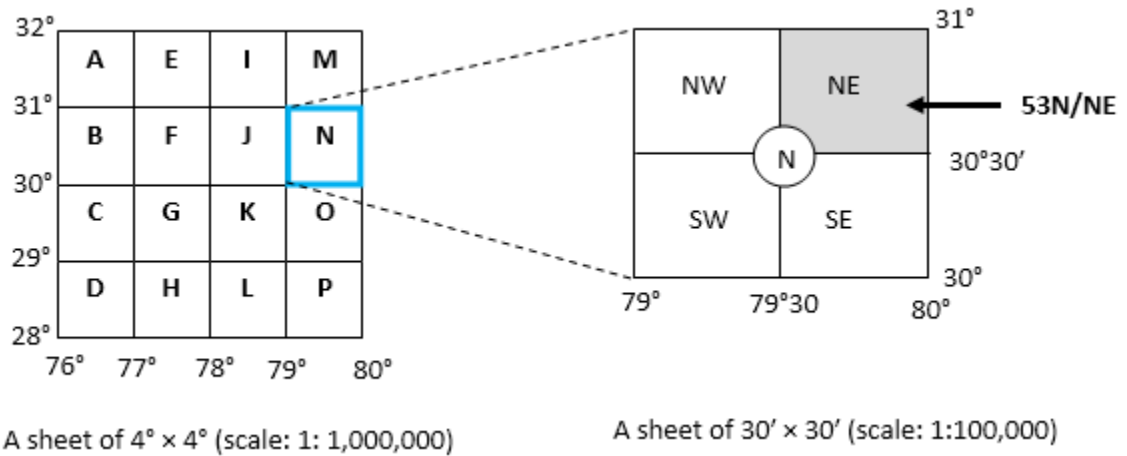 32°
A E I M
31°
B F J N
30°
C G K O
29°
D H L P
28°
76° 77° 78° 79° 80°
A sheet of 4° × 4° (scale: 1: 1,000,000)
31°
NW NE
53N/NE
N
30°30′
SW SE
30°
79° 79°30 80°
A sheet of 30′ × 30′ (scale: 1:100,000)